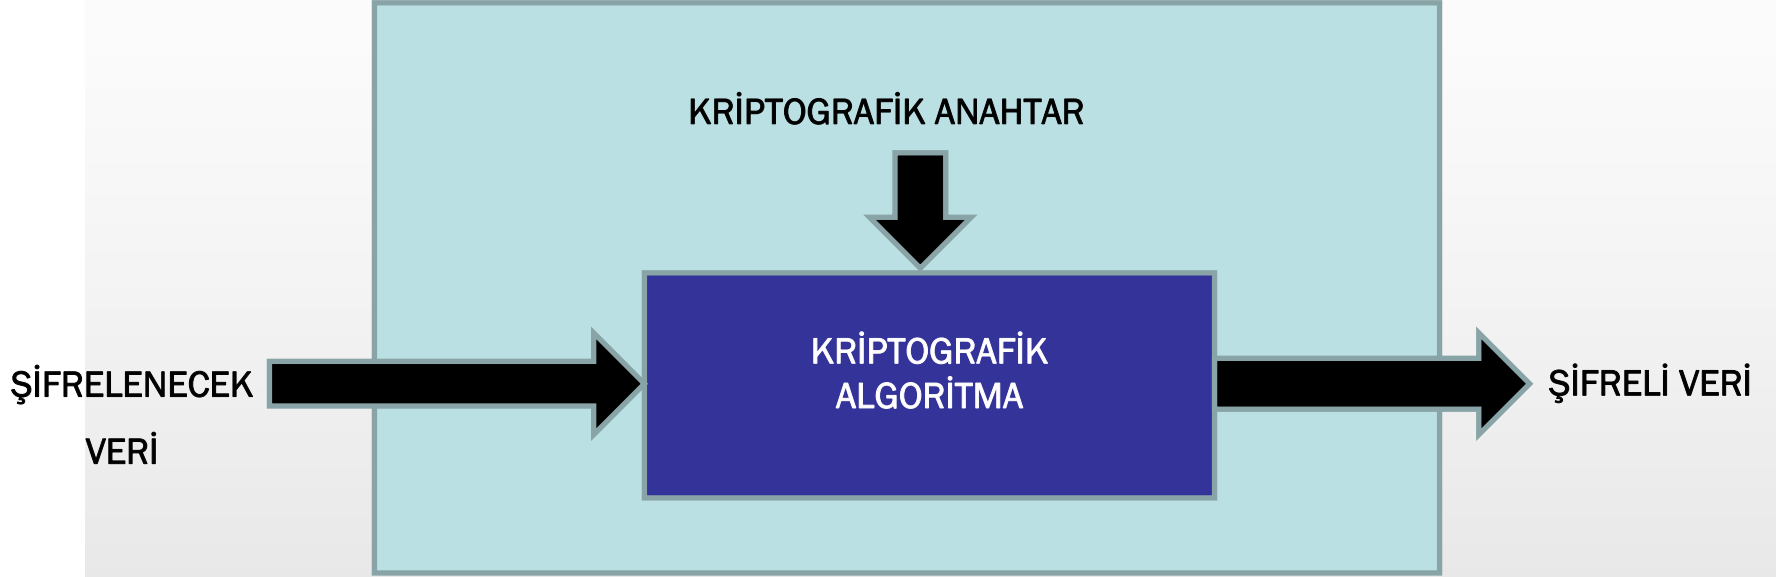 KRİPTOGRAFİK ANAHTAR
KRİPTOGRAFİK
ALGORİTMA
ŞİFRELENECEK
VERİ
ŞİFRELİ VERİ